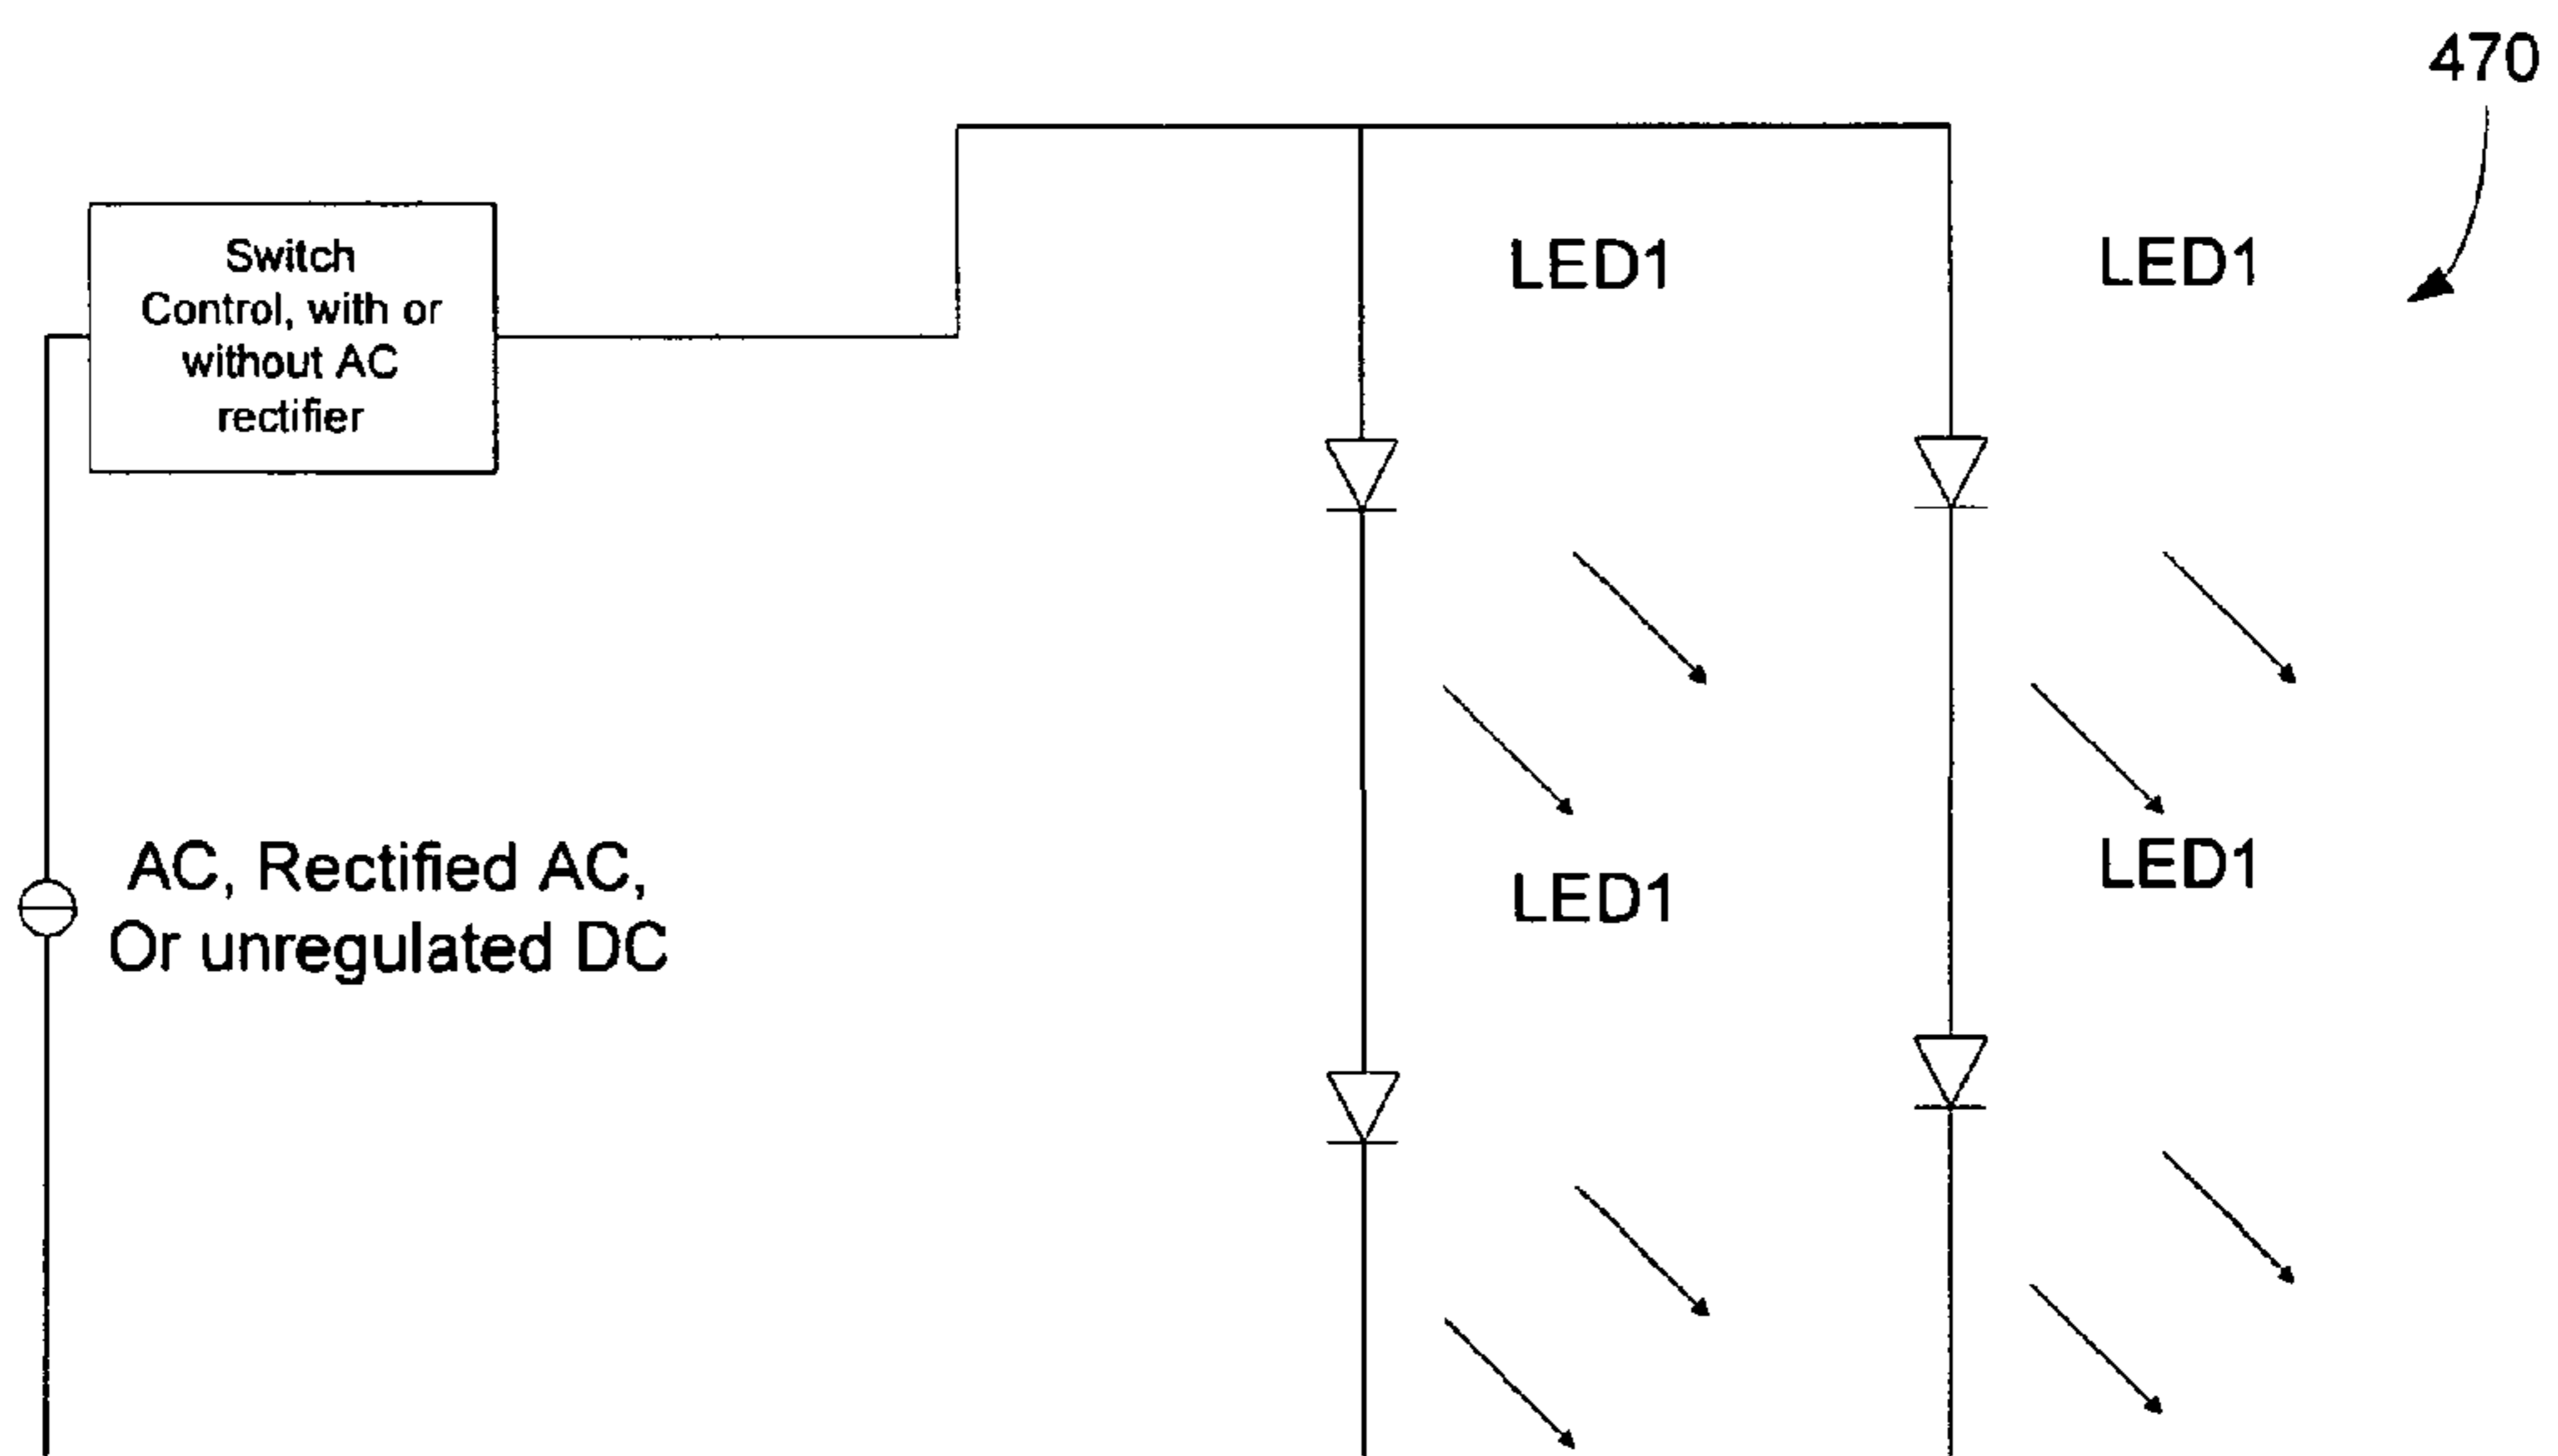 470
Switch
Control, with or
without AC
rectifier
LED1
LED1
AC, Rectified AC,
Or unregulated DC
LED1
LED1